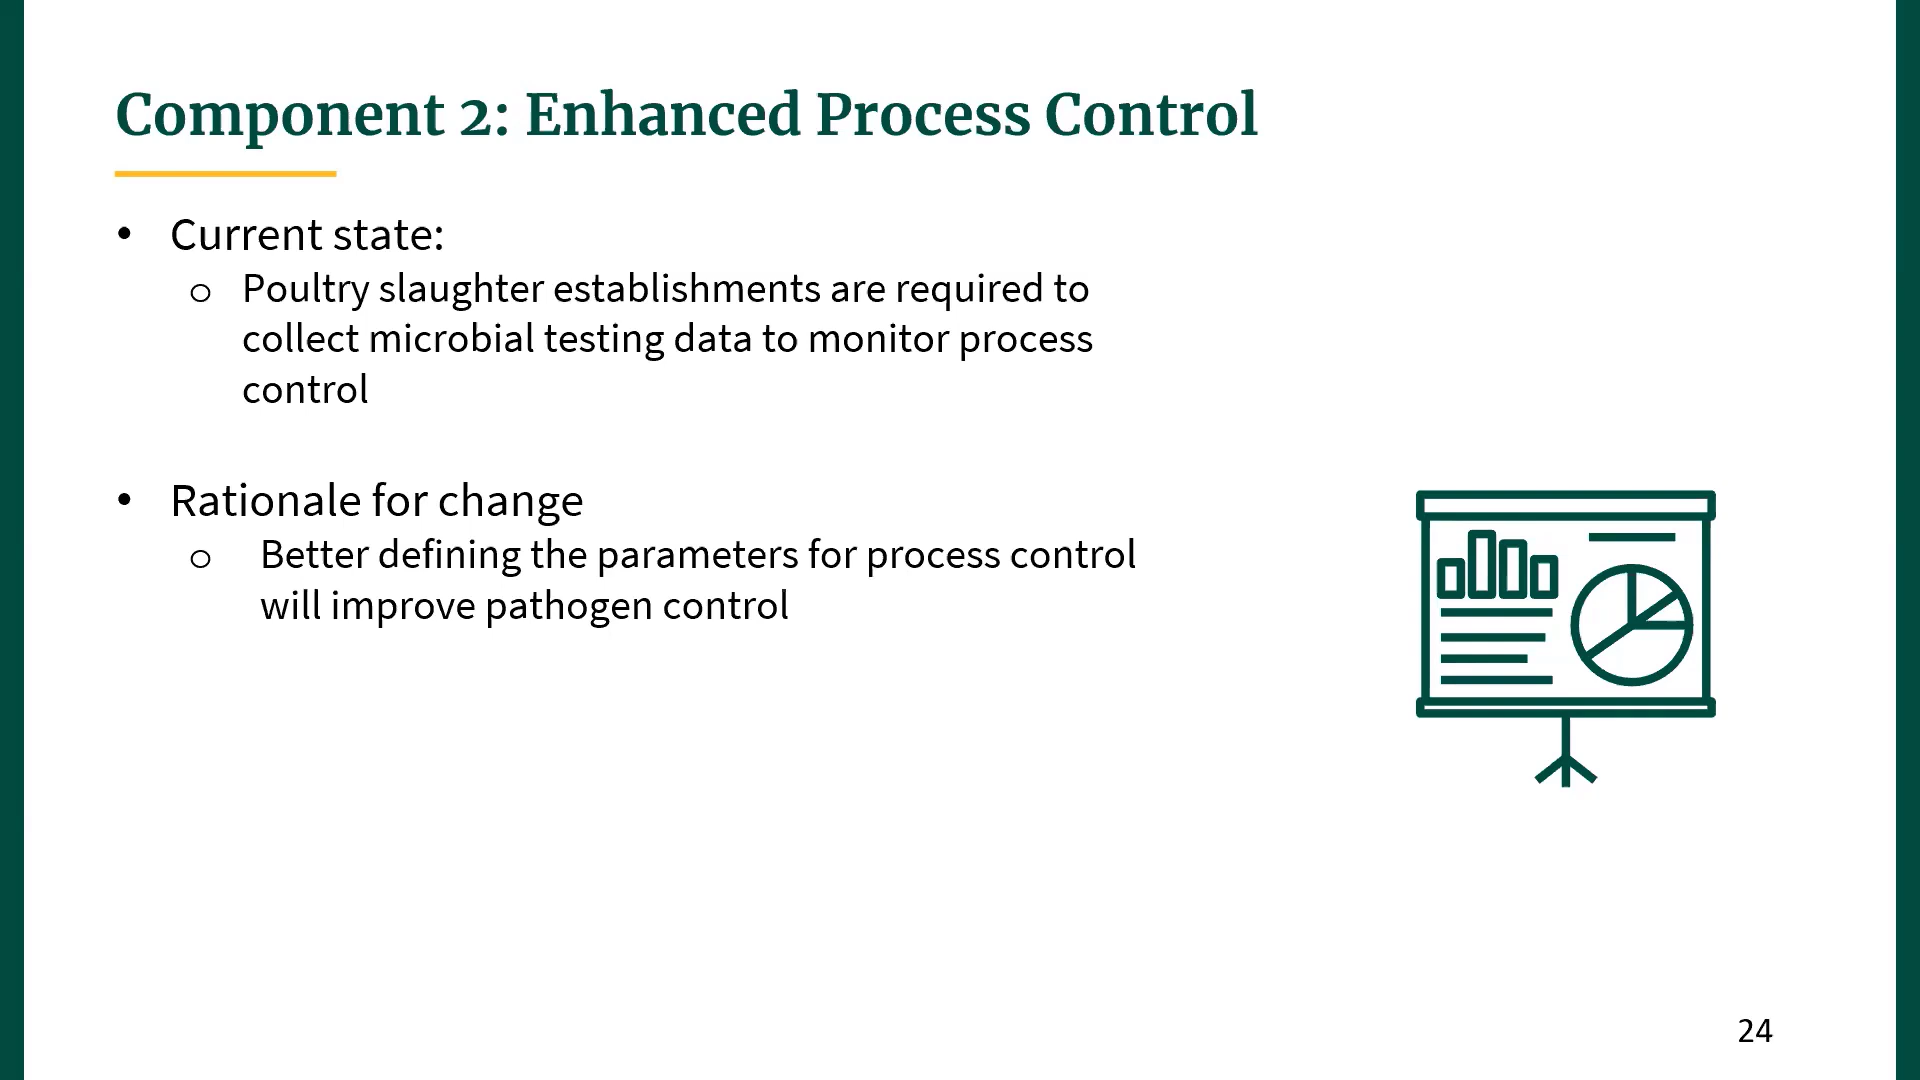 Component 2: Enhanced Process Control
• Current state:
o Poultry slaughter establishments are required to
collect microbial testing data to monitor process
control
• Rationale for change
o Better defining the parameters for process control
will improve pathogen control
24